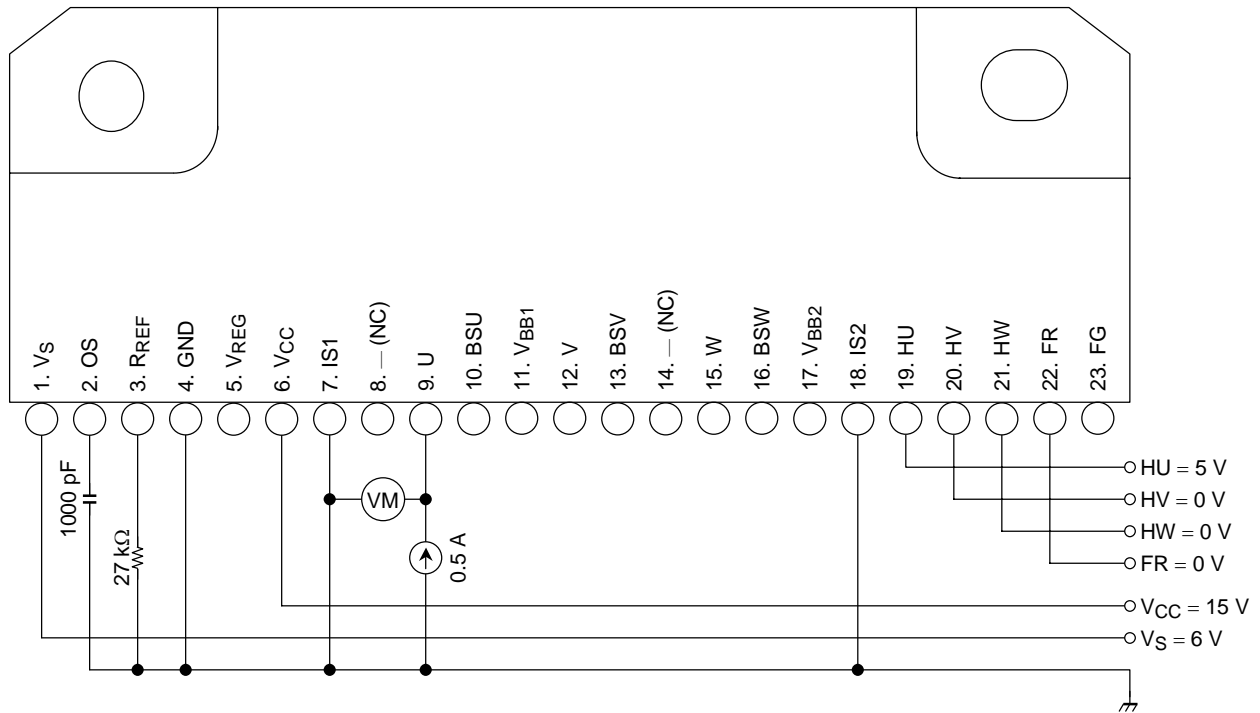 1. VS
2. OS
3. RREF
4. GND
5. VREG
6. VCC
7. IS1
8. — (NC)
9. U
10. BSU
11. VBB1
12. V
13. BSV
14. — (NC)
15. W
16. BSW
17. VBB2
18. IS2
19. HU
20. HV
21. HW
22. FR
23. FG
1000 pF
27 kΩ
VM
0.5 A
HU = 5 V
HV = 0 V
HW = 0 V
FR = 0 V
VCC = 15 V
VS = 6 V